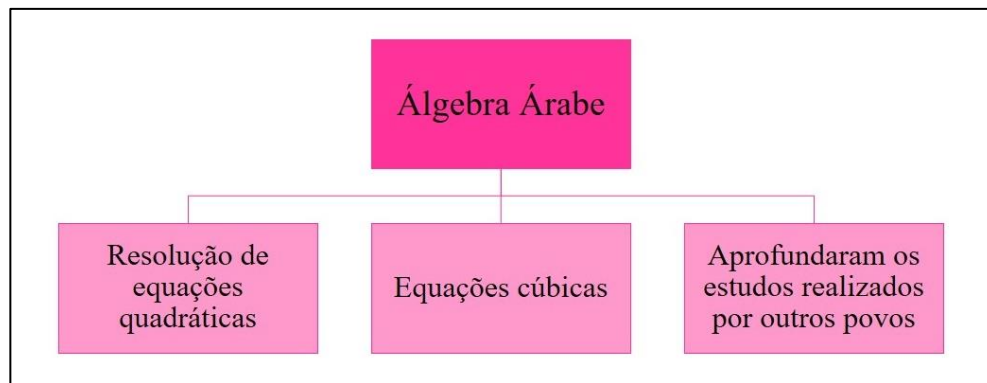 Álgebra Árabe
Resolução de
equações
quadráticas
Equações cúbicas
Aprofundaram os
estudos realizados
por outros povos